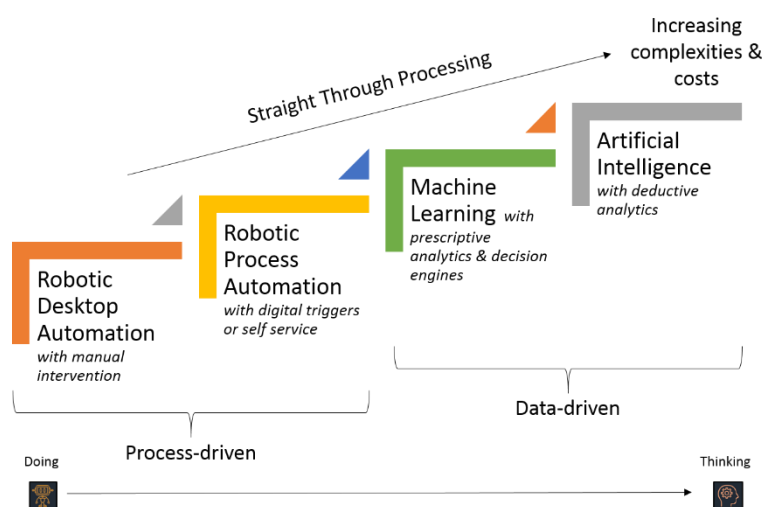 Increasing
complexities &
costs
Straight Through Processing
Artificial
Intelligence
with deductive
analytics
Machine
Learning with
prescriptive
analytics & decision
engines
Robotic
Process
Automation
with digital triggers
or self service
Robotic
Desktop
Automation
with manual
intervention
Data-driven
Process-driven
Doing
Thinking